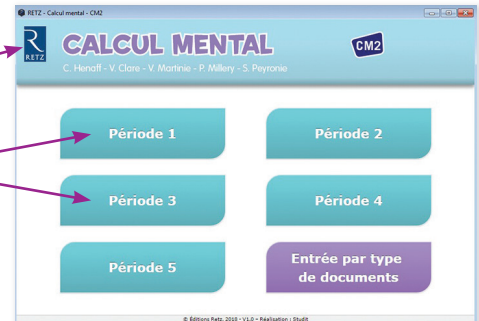 RETZ - Calcul mental - CM2
RETZ
CALCUL MENTAL
CM2
C. Henaff - V. Clare - V. Martinie - P. Millery - S. Peyronie
Période 1
Période 2
Période 3
Période 4
Période 5
Entrée par type
de documents
© Éditions Retz, 2018 - V1.0 - Réalisation : Studit